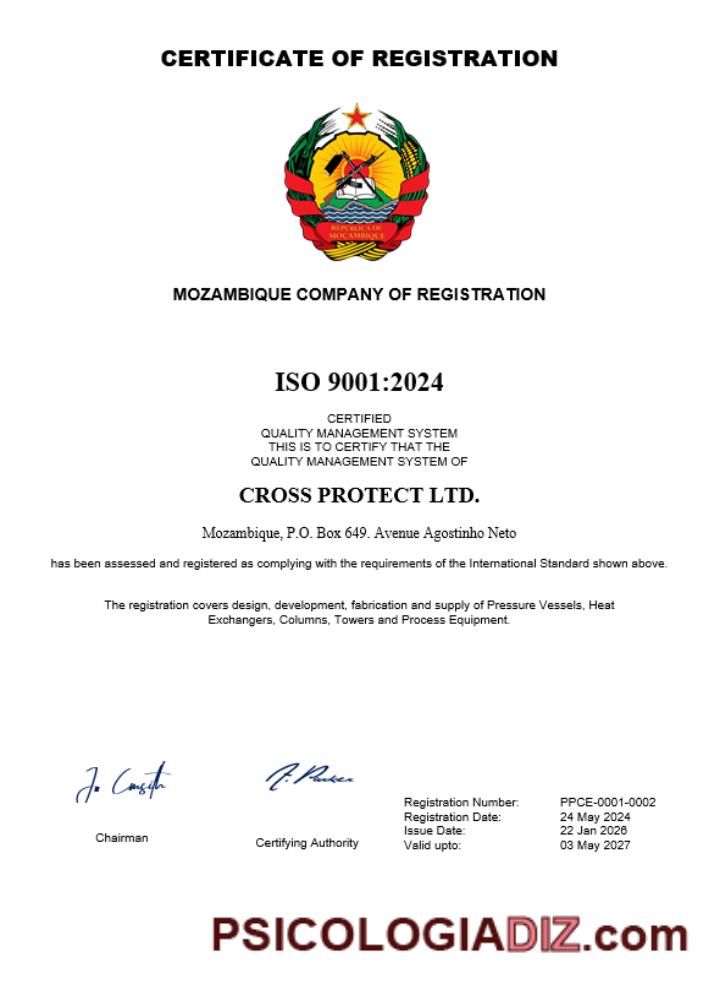 CERTIFICATE OF REGISTRATION
REPÚBLICA DE
MOÇAMBIQUE
MOZAMBIQUE COMPANY OF REGISTRATION
ISO 9001:2024
CERTIFIED
QUALITY MANAGEMENT SYSTEM
THIS IS TO CERTIFY THAT THE
QUALITY MANAGEMENT SYSTEM OF
CROSS PROTECT LTD.
Mozambique, P.O. Box 649. Avenue Agostinho Neto
has been assessed and registered as complying with the requirements of the International Standard shown above.
The registration covers design, development, fabrication and supply of Pressure Vessels, Heat
Exchangers, Columns, Towers and Process Equipment.
Chairman
Certifying Authority
Registration Number: PPCE-0001-0002
Registration Date: 24 May 2024
Issue Date: 22 Jan 2026
Valid upto: 03 May 2027
PSICOLOGIADIZ.com